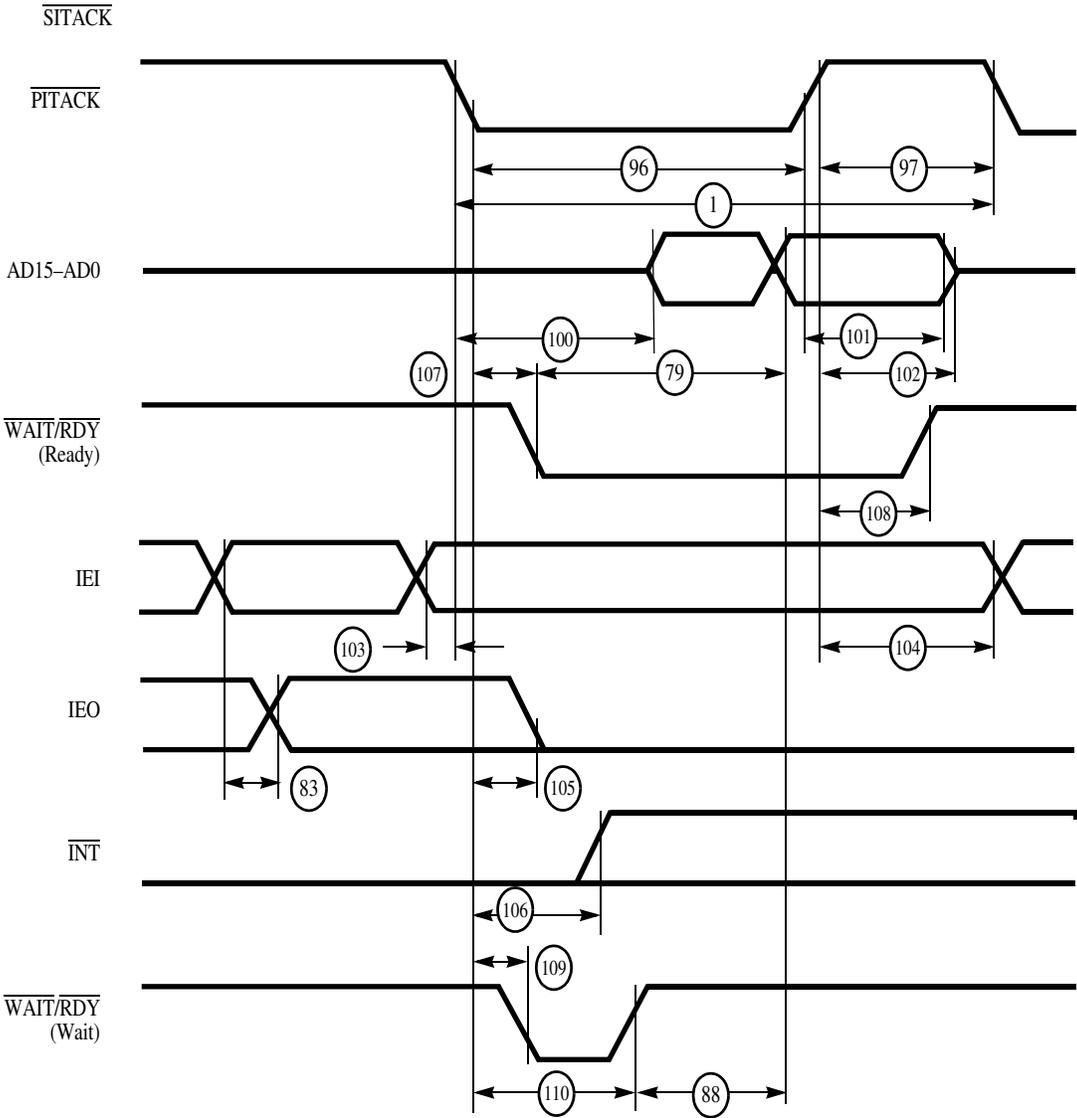 SITACK
PITACK
96
97
1
AD15–AD0
100
101
107
79
102
WAIT/RDY
(Ready)
108
IEI
103
104
IEO
83
105
INT
106
109
WAIT/RDY
(Wait)
110
88